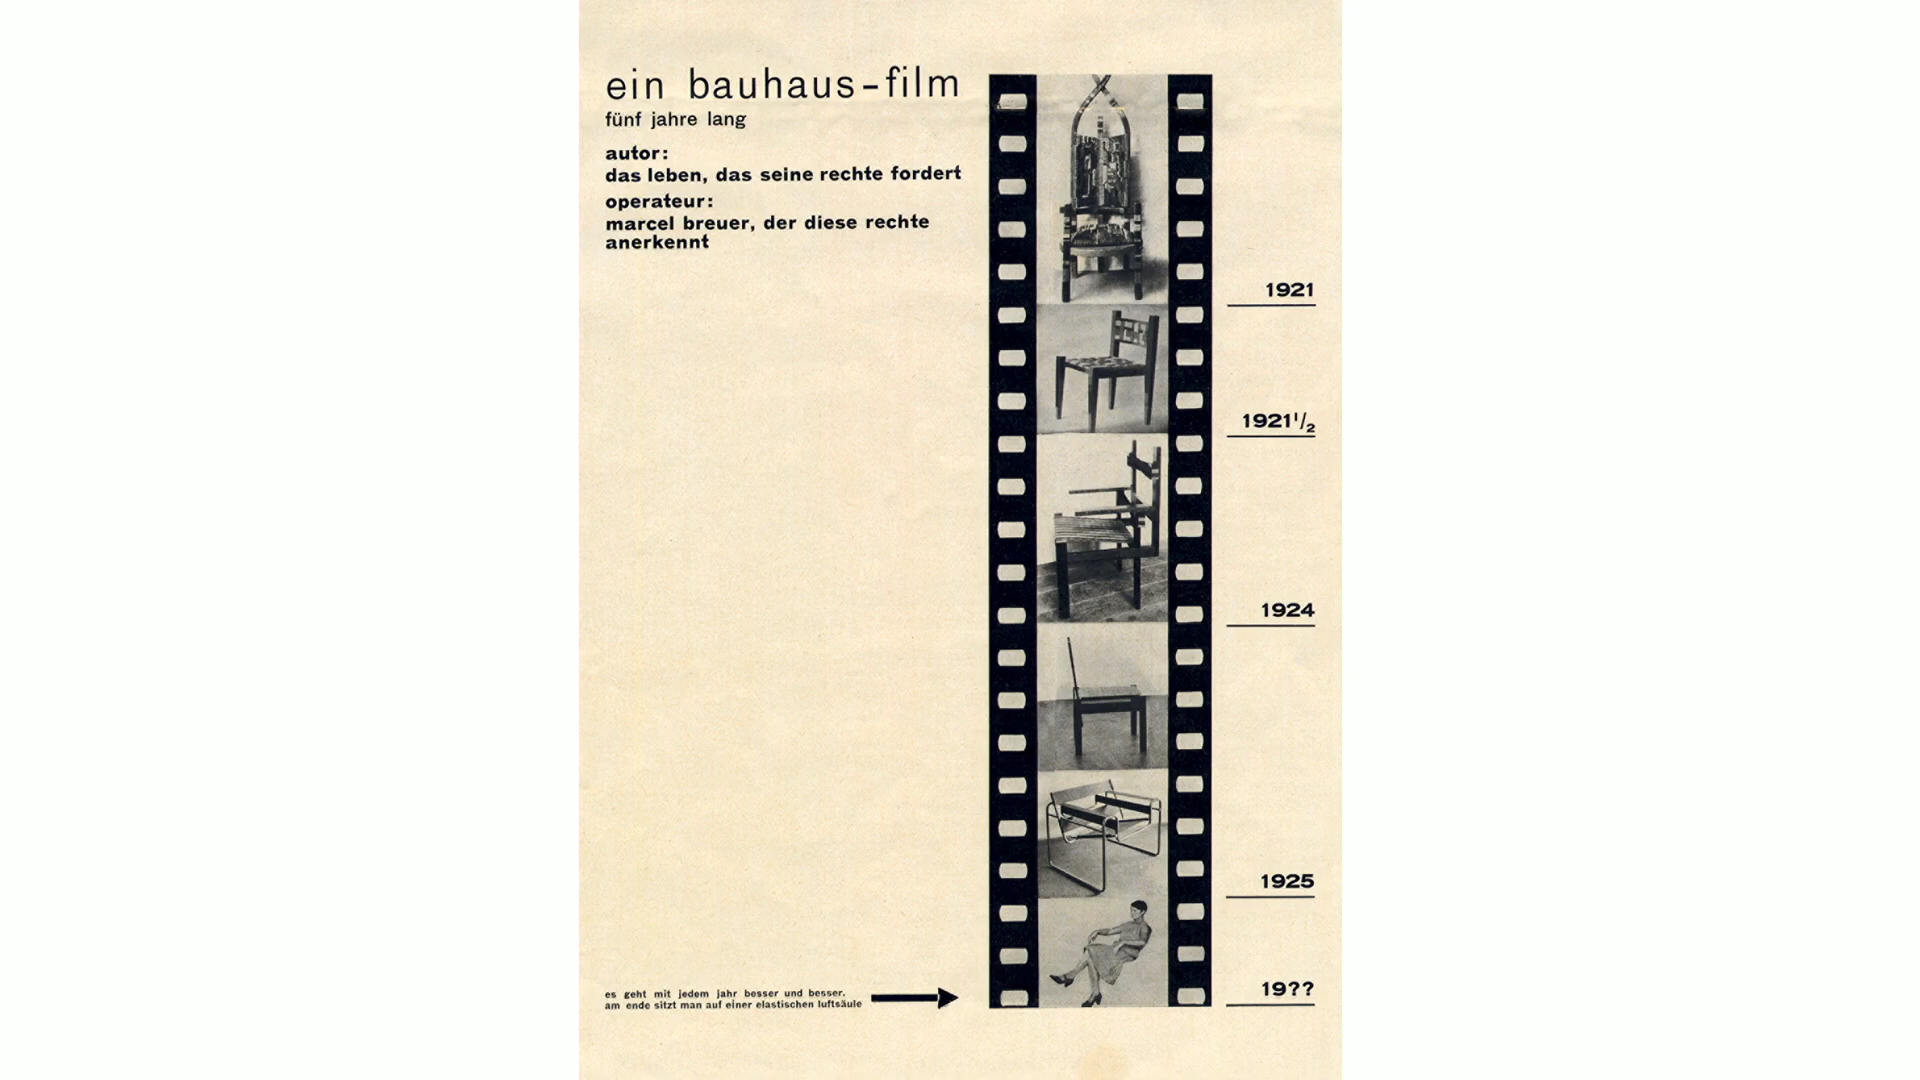 ein bauhaus-film
fünf jahre lang
autor:
das leben, das seine rechte fordert
operateur:
marcel breuer, der diese rechte
anerkennt
1921
1921 1/2
1924
1925
19??
es geht mit jedem jahr besser und besser.
am ende sitzt man auf einer elastischen luftsäule